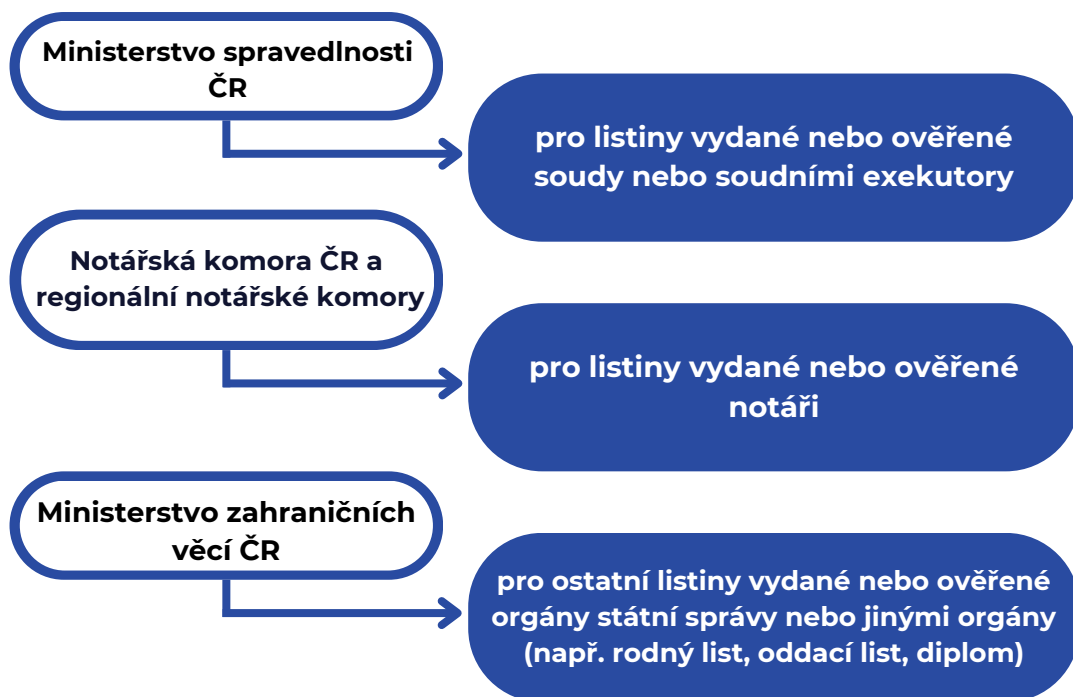 Ministerstvo spravedlnosti
ČR
pro listiny vydané nebo ověřené
soudy nebo soudními exekutory
Notářská komora ČR a
regionální notářské komory
pro listiny vydané nebo ověřené
notáři
Ministerstvo zahraničních
věcí ČR
pro ostatní listiny vydané nebo ověřené
orgány státní správy nebo jinými orgány
(např. rodný list, oddací list, diplom)